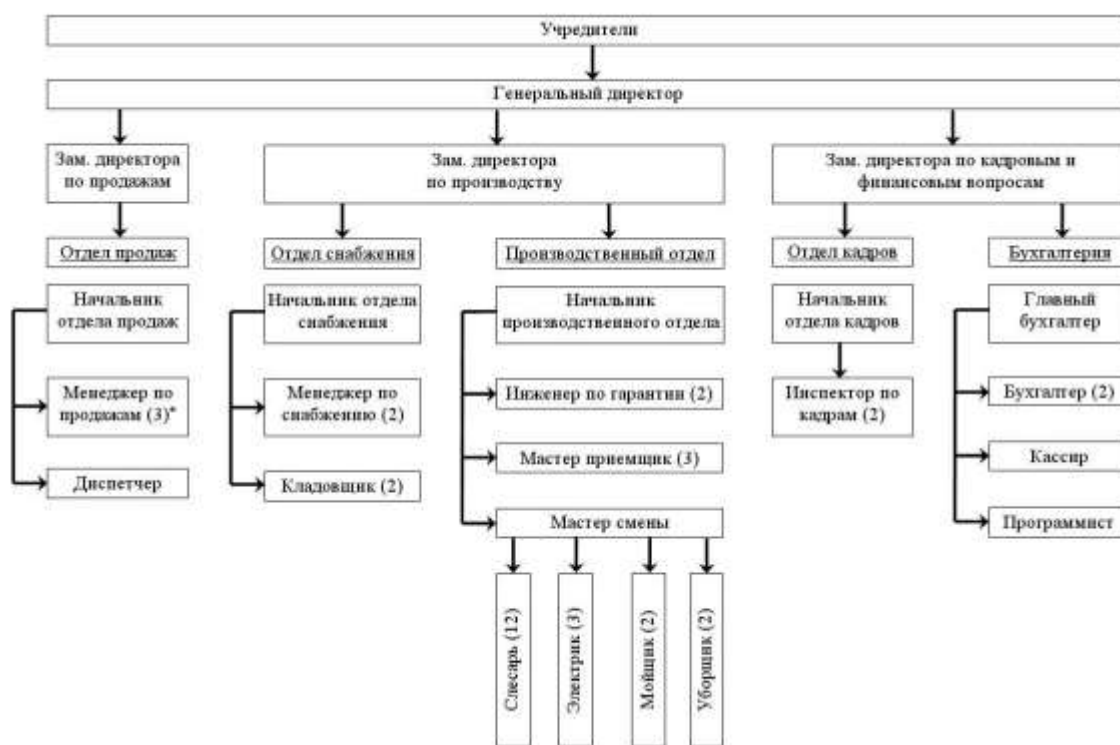 Учредители
Генеральный директор
Зам. директора
по продажам
Зам. директора
по производству
Зам. директора по кадровым и
финансовым вопросам
Отдел продаж
Отдел снабжения
Производственный отдел
Отдел кадров
Бухгалтерия
Начальник
отдела продаж
Начальник отдела
снабжения
Начальник
производственного отдела
Начальник
отдела кадров
Главный
бухгалтер
Менеджер по
продажам (3)*
Менеджер по
снабжению (2)
Инженер по гарантии (2)
Инспектор по
кадрам (2)
Бухгалтер (2)
Диспетчер
Кладовщик (2)
Мастер приемщик (3)
Кассир
Мастер смены
Программист
Слесарь (12)
Электрик (3)
Мойщик (2)
Уборщик (2)